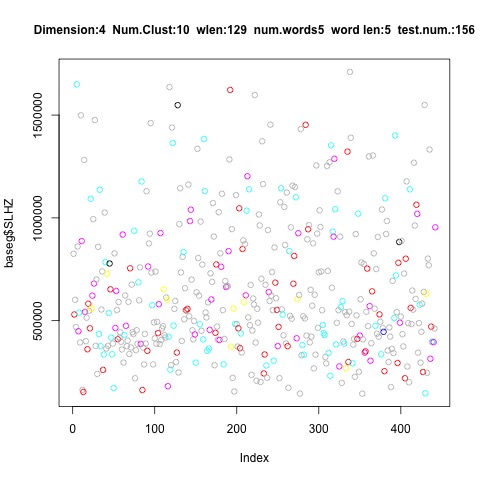 Dimension:4 Num.Clust:10 wlen:129 num.words5 word len:5 test.num.:156
baseg$SLHZ
1500000
1000000
500000
0 100 200 300 400
Index